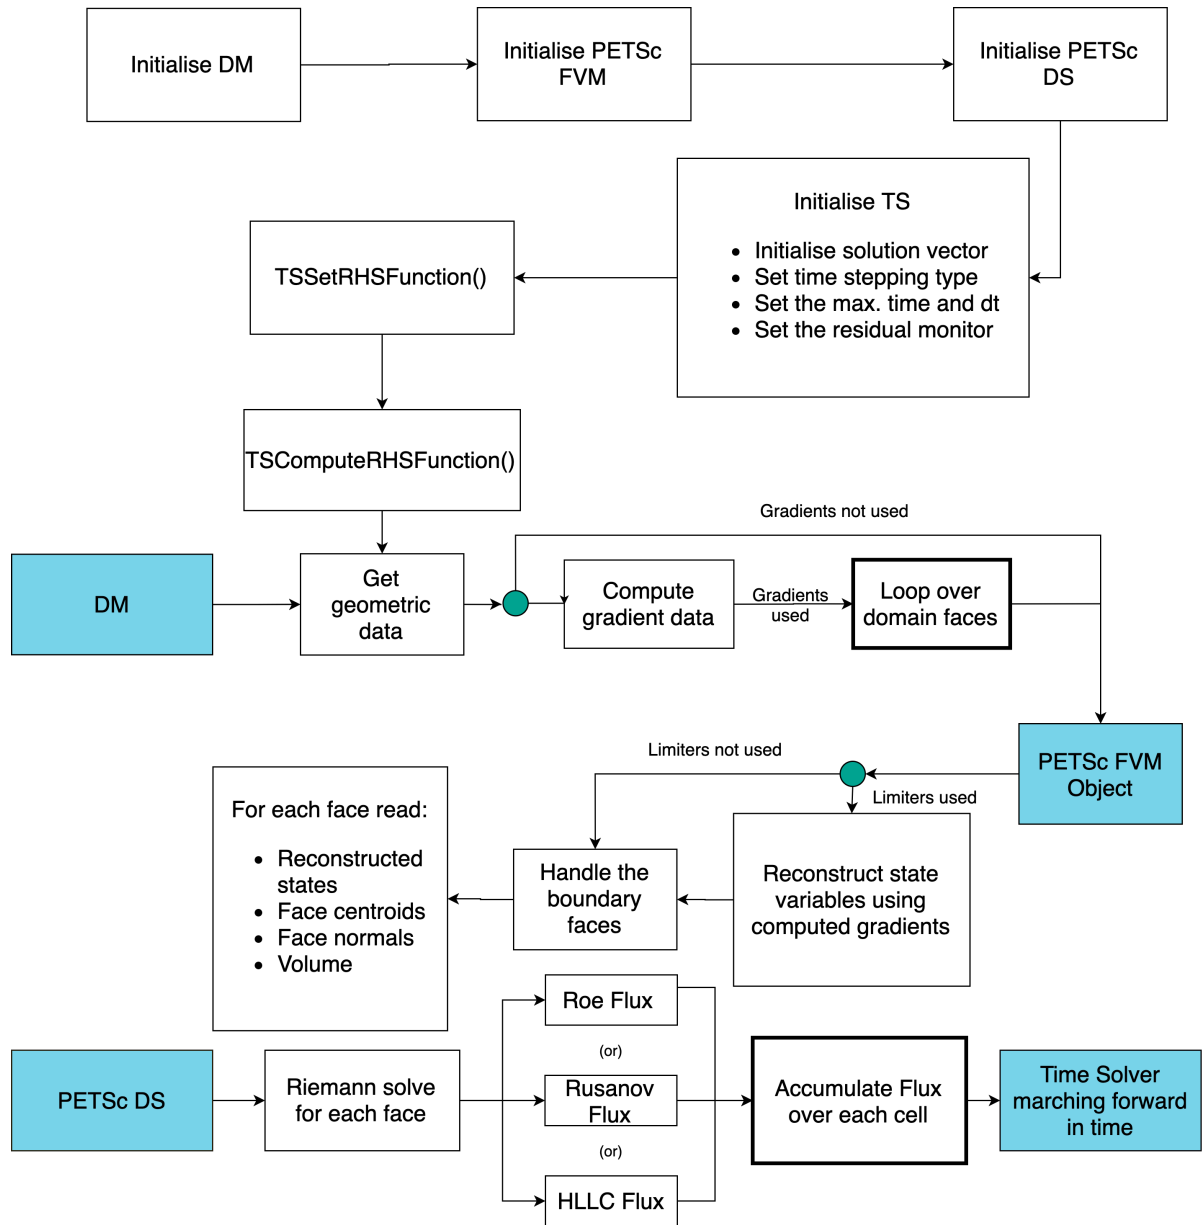 Initialise DM
Initialise PETSc
FVM
Initialise PETSc
DS
Initialise TS
• Initialise solution vector
• Set time stepping type
• Set the max. time and dt
• Set the residual monitor
TSSetRHSFunction()
TSComputeRHSFunction()
Gradients not used
DM
Get
geometric
data
Compute
gradient data
Gradients
used
Loop over
domain faces
PETSc FVM
Object
Limiters not used
Limiters used
Reconstruct state
variables using
computed gradients
Handle the
boundary
faces
For each face read:
• Reconstructed
states
• Face centroids
• Face normals
• Volume
PETSc DS
Riemann solve
for each face
Roe Flux
(or)
Rusanov
Flux
(or)
HLLC Flux
Accumulate Flux
over each cell
Time Solver
marching forward
in time